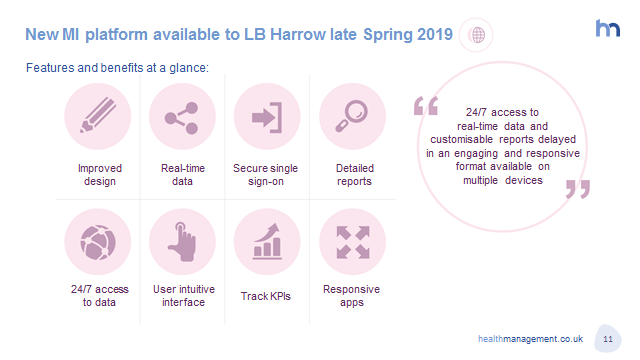 New MI platform available to LB Harrow late Spring 2019
hm
Features and benefits at a glance:
Improved
design
Real-time
data
Secure single
sign-on
Detailed
reports
24/7 access
to data
User intuitive
interface
Track KPIs
Responsive
apps
“
24/7 access to
real-time data and
customisable reports delayed
in an engaging and responsive
format available on
multiple devices
”
healthmanagement.co.uk
11